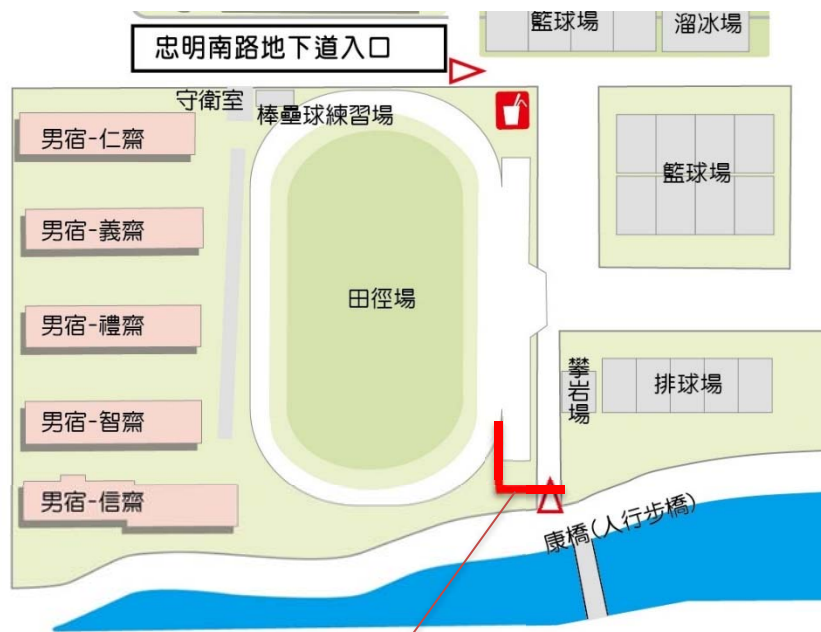 籃球場
溜冰場
忠明南路地下道入口
守衛室
棒壘球練習場
男宿-仁齋
籃球場
男宿-義齋
田徑場
男宿-禮齋
攀岩場
排球場
男宿-智齋
男宿-信齋
康橋(人行步橋)